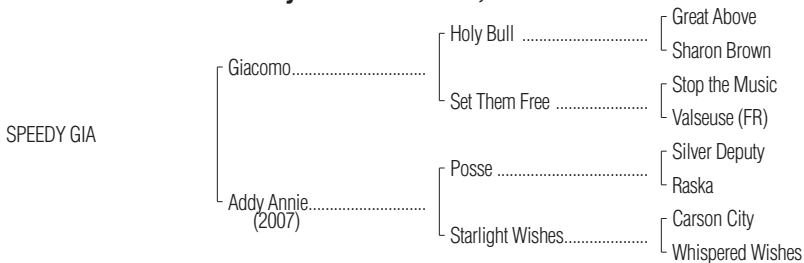 Great Above
Holy Bull ................................
Sharon Brown
Giacomo..................................
Stop the Music
Set Them Free .......................
Valseuse (FR)
SPEEDY GIA
Silver Deputy
Posse ......................................
Raska
Addy Annie.............................
(2007)
Carson City
Starlight Wishes.....................
Whispered Wishes